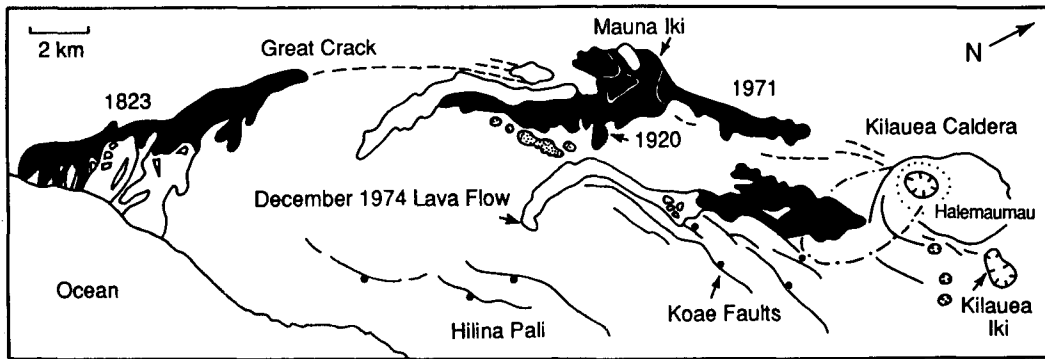 2 km
Great Crack
Mauna Iki
N
1823
1971
Kilauea Caldera
1920
December 1974 Lava Flow
Halemaumau
Ocean
Hilina Pali
Koae Faults
Kilauea
Iki